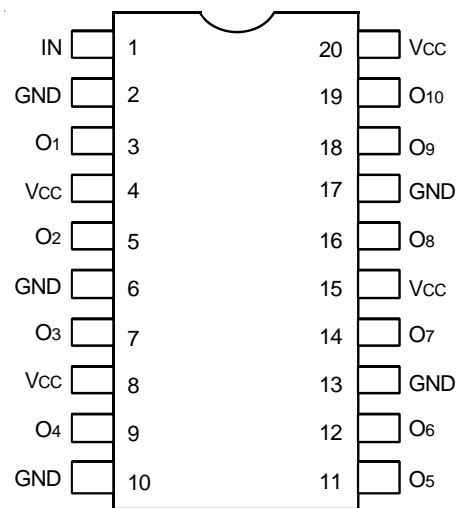 IN 1 20 VCC
GND 2 19 O10
O1 3 18 O9
VCC 4 17 GND
O2 5 16 O8
GND 6 15 VCC
O3 7 14 O7
VCC 8 13 GND
O4 9 12 O6
GND 10 11 O5